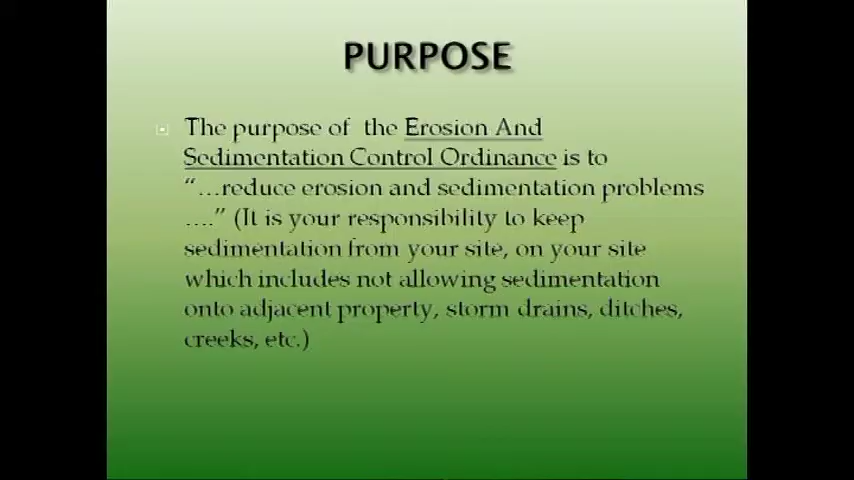 PURPOSE
The purpose of the Erosion And
Sedimentation Control Ordinance is to
“…reduce erosion and sedimentation problems
….” (It is your responsibility to keep
sedimentation from your site, on your site
which includes not allowing sedimentation
onto adjacent property, storm drains, ditches,
creeks, etc.)